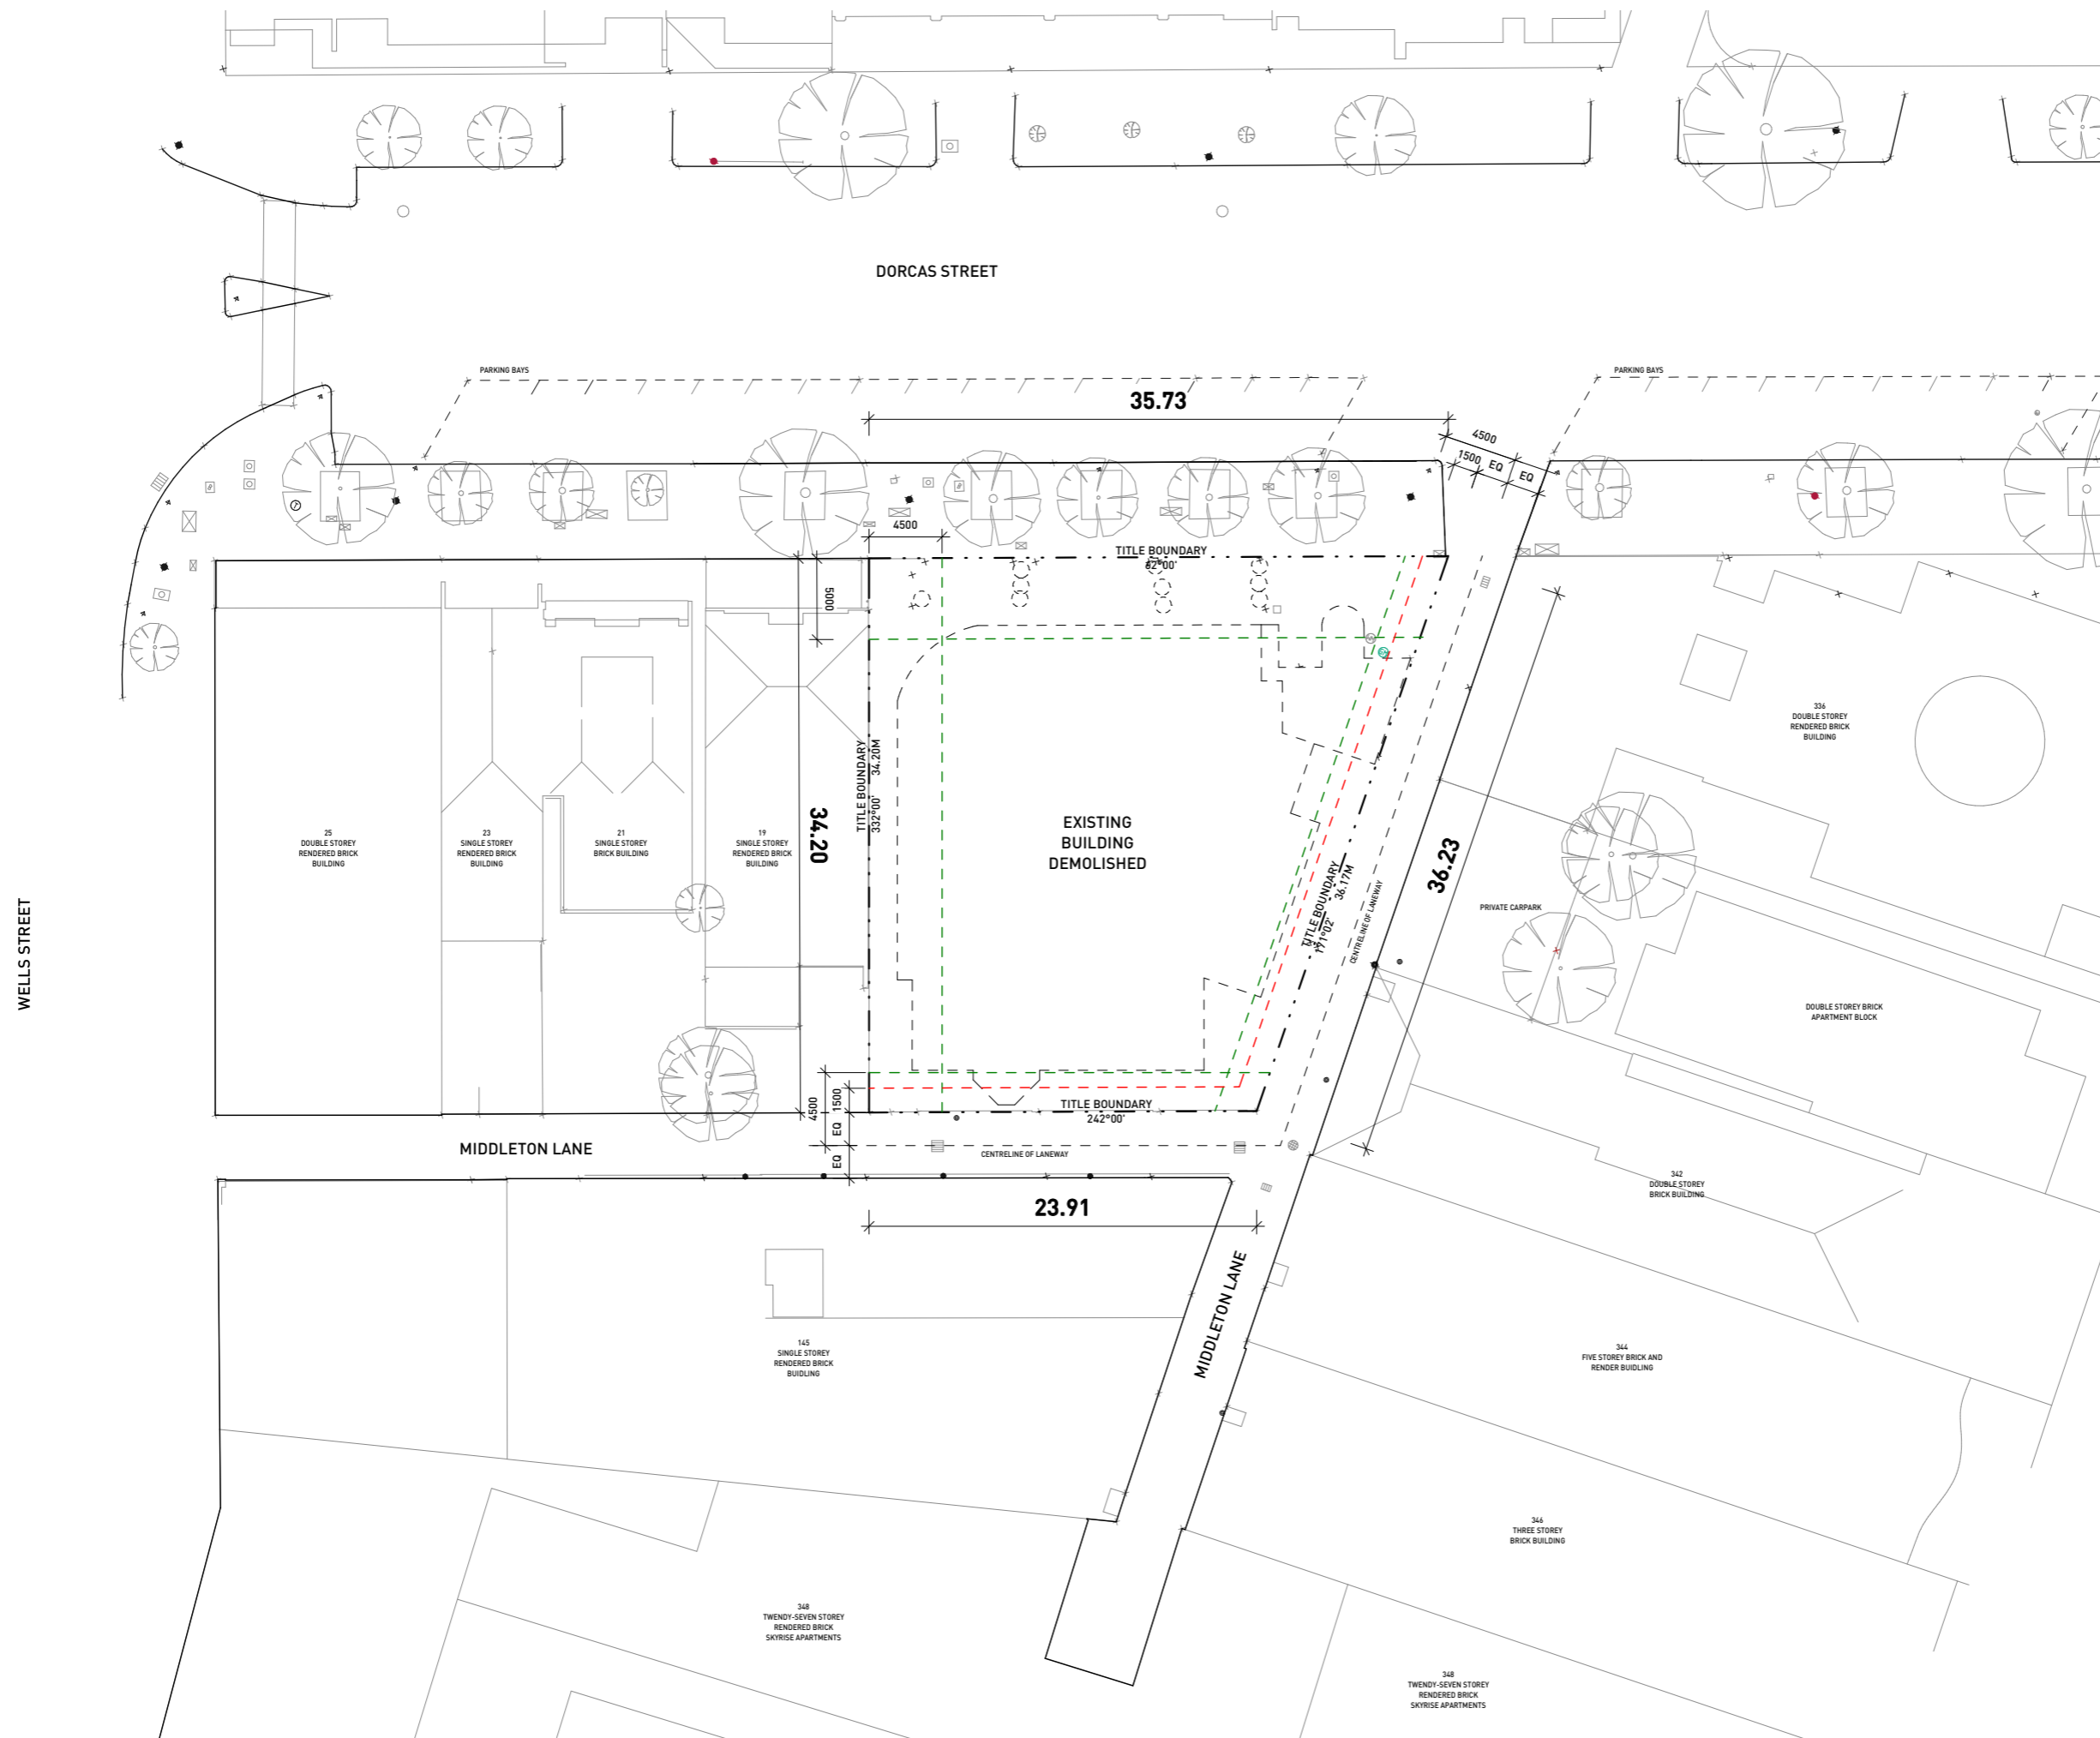 DORCAS STREET
PARKING BAYS
PARKING BAYS
35.73
4500
1500
EQ
EQ
4500
TITLE BOUNDARY
62°00'
5000
TITLE BOUNDARY
332°00'
34.20M
34.20
EXISTING
BUILDING
DEMOLISHED
25
DOUBLE STOREY
RENDERED BRICK
BUILDING
23
SINGLE STOREY
RENDERED BRICK
BUILDING
21
SINGLE STOREY
BRICK BUILDING
19
SINGLE STOREY
RENDERED BRICK
BUILDING
WELLS STREET
336
DOUBLE STOREY
RENDERED BRICK
BUILDING
36.23
TITLE BOUNDARY
36.17M
171°02'
CENTRELINE OF LANEWAY
PRIVATE CARPARK
DOUBLE STOREY BRICK
APARTMENT BLOCK
4500
1500
EQ
EQ
TITLE BOUNDARY
242°00'
MIDDLETON LANE
CENTRELINE OF LANEWAY
23.91
342
DOUBLE STOREY
BRICK BUILDING
MIDDLETON LANE
145
SINGLE STOREY
RENDERED BRICK
BUIDLING
344
FIVE STOREY BRICK AND
RENDER BUIDLING
346
THREE STOREY
BRICK BUILDING
348
TWENDY-SEVEN STOREY
RENDERED BRICK
SKYRISE APARTMENTS
348
TWENDY-SEVEN STOREY
RENDERED BRICK
SKYRISE APARTMENTS